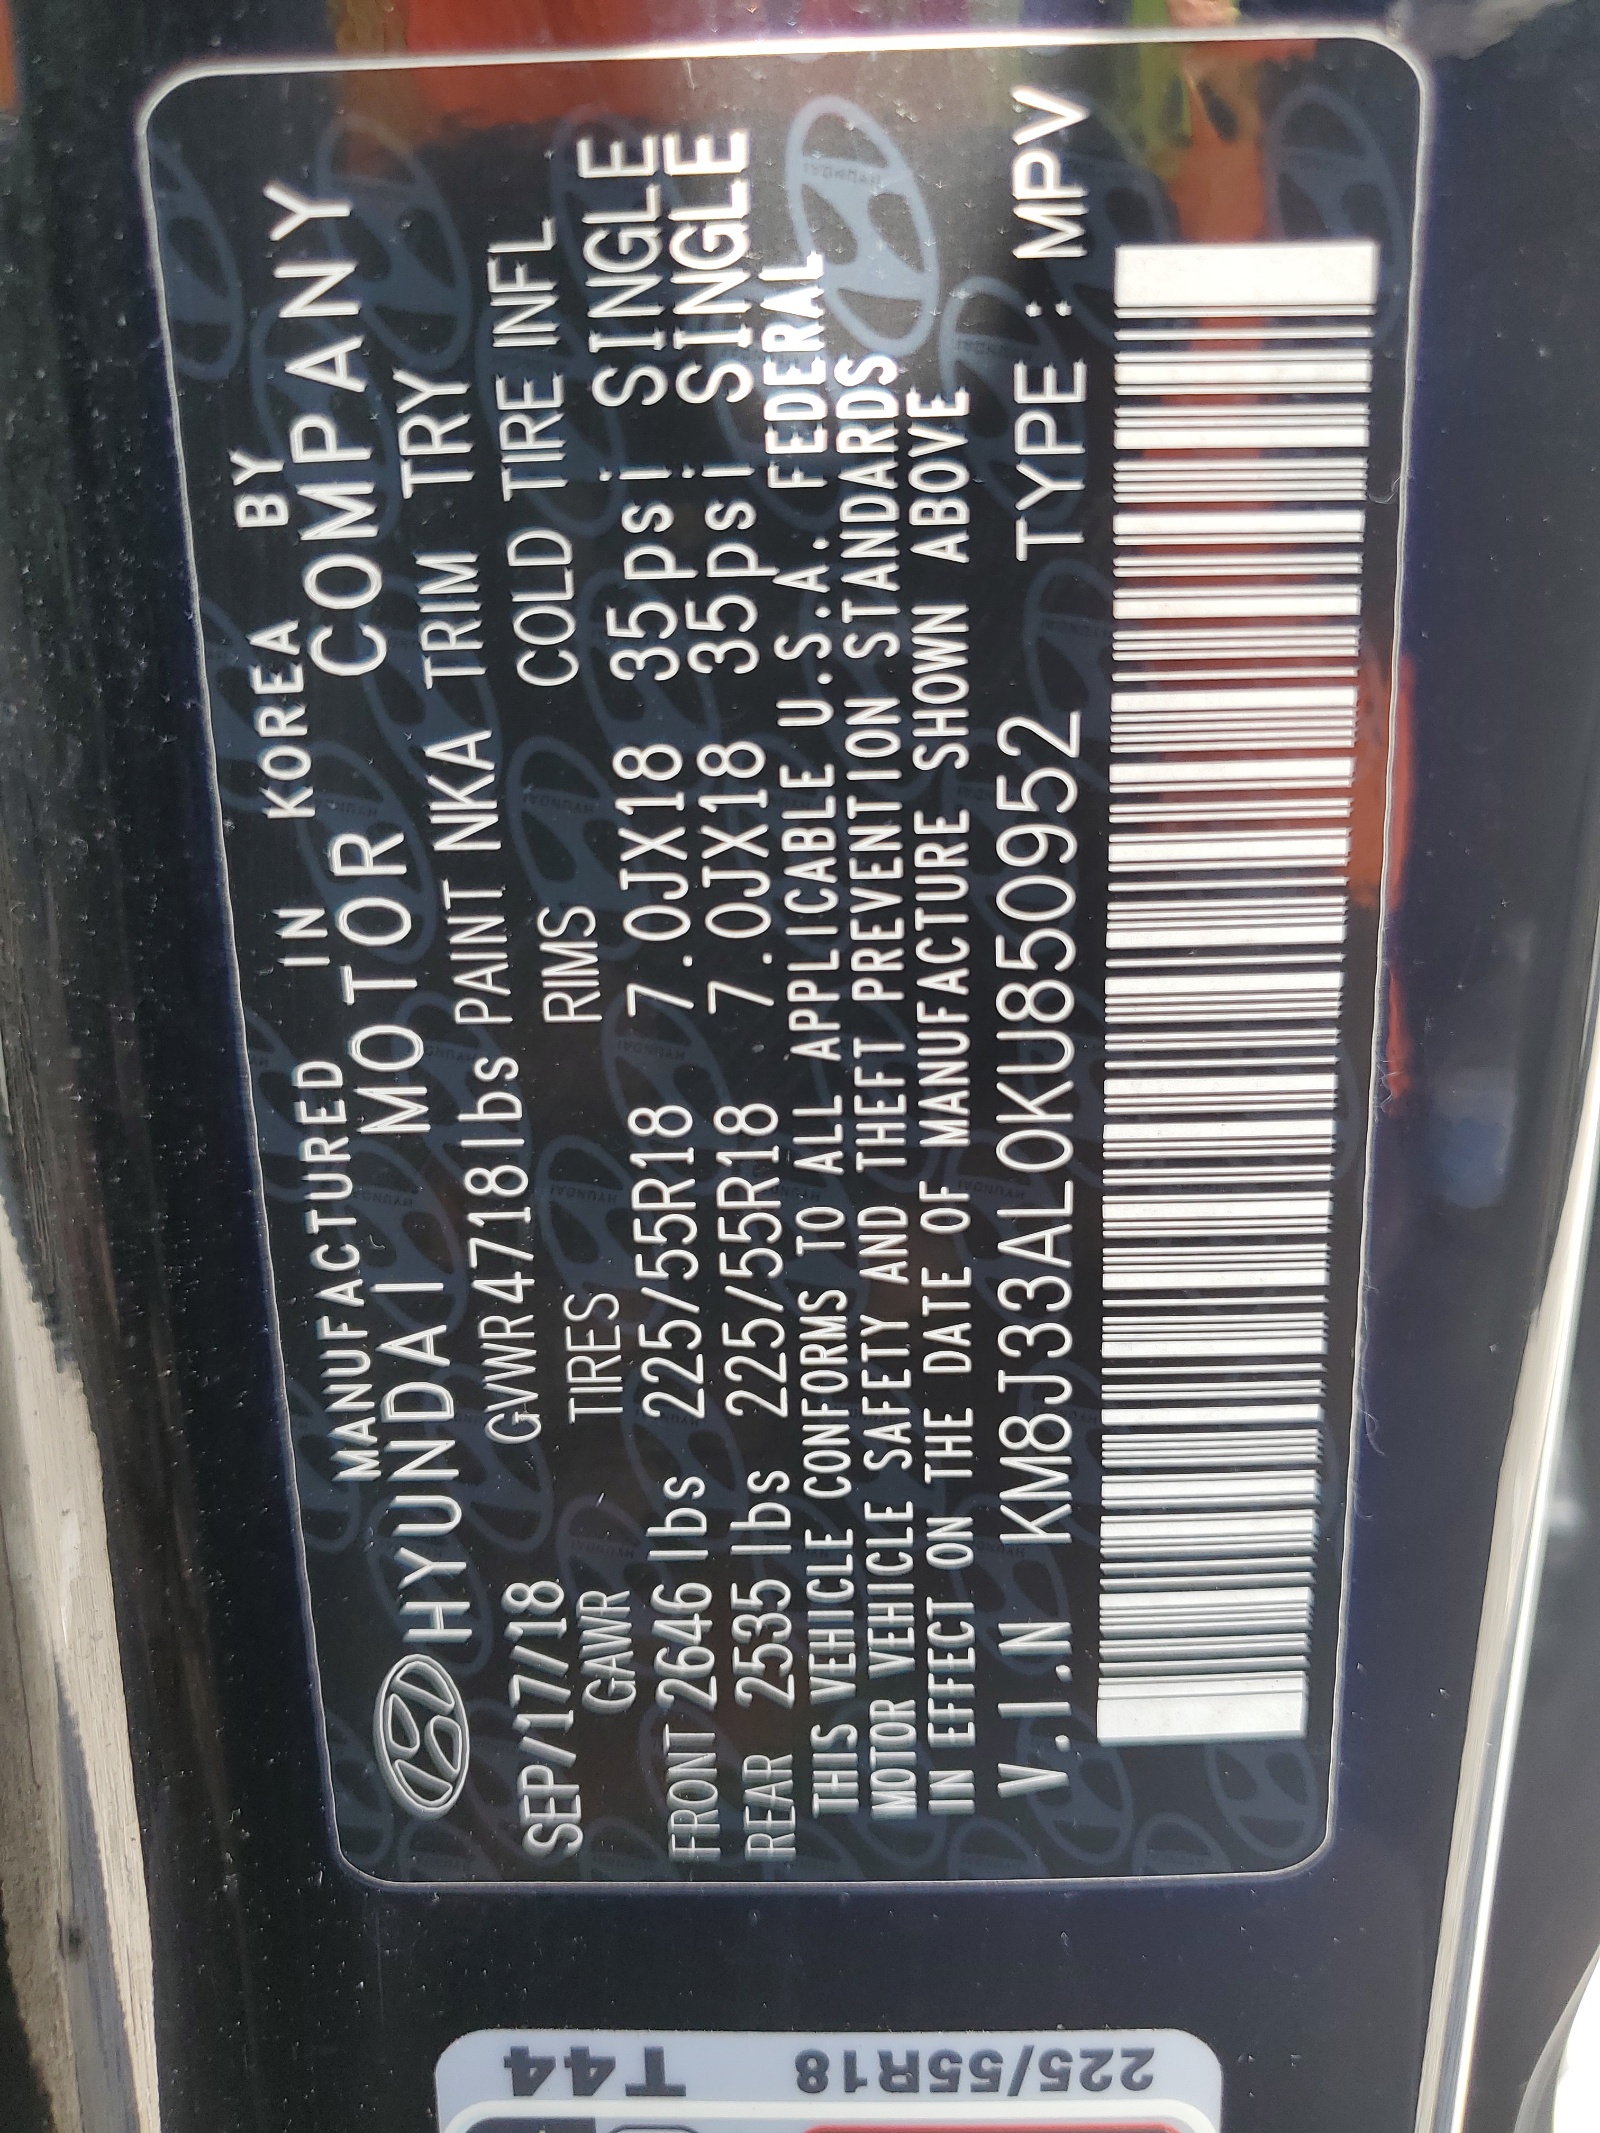 MANUFACTURED IN KOREA BY
HYUNDAI MOTOR COMPANY
SEP/17/18 GVWR 4718lbs PAINT NKA TRIM TRY
GAWR TIRES RIMS COLD TIRE INFL
FRONT 2646 lbs 225/55R18 7.0JX18 35psi SINGLE
REAR 2535 lbs 225/55R18 7.0JX18 35psi SINGLE
THIS VEHICLE CONFORMS TO ALL APPLICABLE U.S.A. FEDERAL
MOTOR VEHICLE SAFETY AND THEFT PREVENTION STANDARDS
IN EFFECT ON THE DATE OF MANUFACTURE SHOWN ABOVE
V.I.N KM8J33AL0KU850952 TYPE : MPV
225/55R18 T44